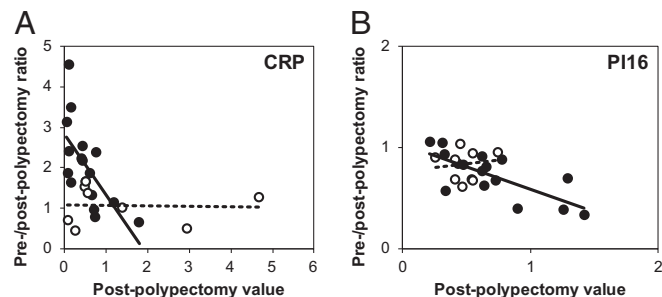 A
B
CRP
PI16
Pre-/post-polypectomy ratio
5
4
3
2
1
0
0 1 2 3 4 5 6
Post-polypectomy value
Pre-/post-polypectomy ratio
2
1
0
0 1 2
Post-polypectomy value